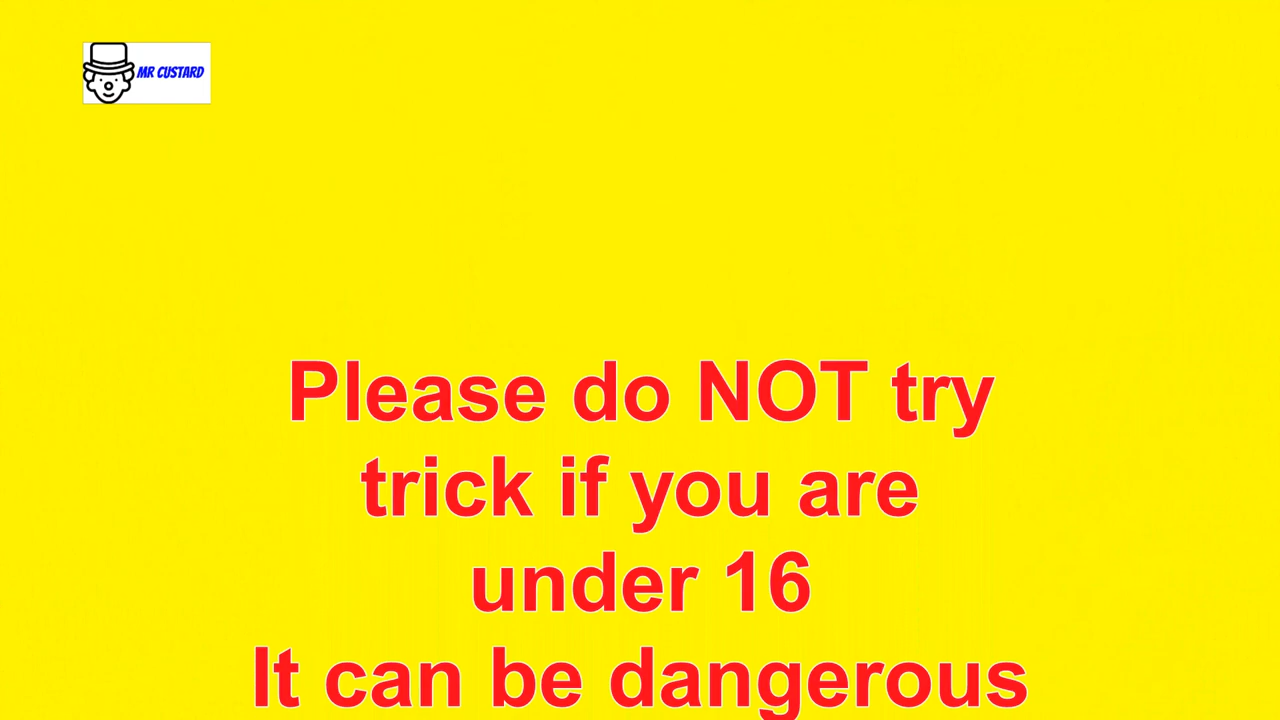 MR CUSTARD
Please do NOT try
trick if you are
under 16
It can be dangerous